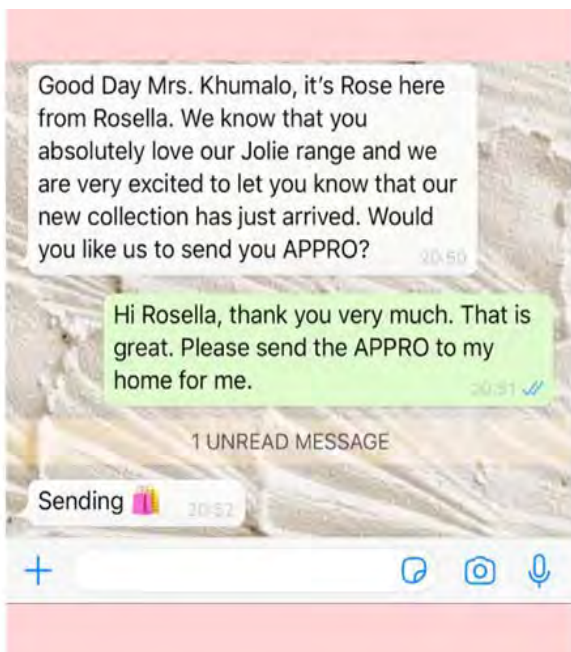 Good Day Mrs. Khumalo, it's Rose here
from Rosella. We know that you
absolutely love our Jolie range and we
are very excited to let you know that our
new collection has just arrived. Would
you like us to send you APPRO?
20:50
Hi Rosella, thank you very much. That is
great. Please send the APPRO to my
home for me.
20:51
1 UNREAD MESSAGE
Sending
20:52